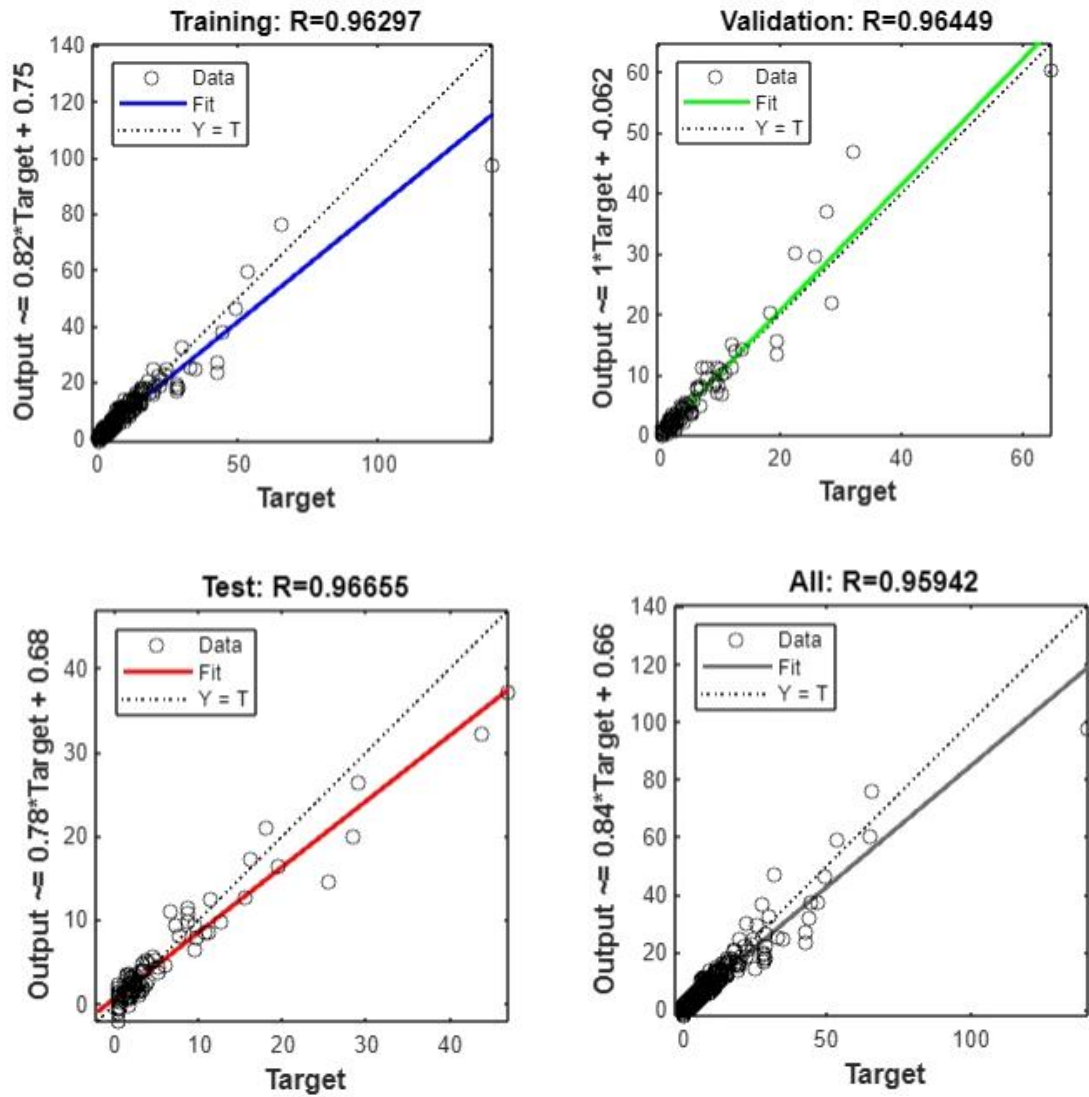 Training: R=0.96297
Output ~= 0.82*Target + 0.75
140
120
100
80
60
40
20
0
Data
Fit
Y = T
0 50 100
Target
Validation: R=0.96449
Output ~= 1*Target + -0.062
60
50
40
30
20
10
0
Data
Fit
Y = T
0 20 40 60
Target
Test: R=0.96655
Output ~= 0.78*Target + 0.68
40
30
20
10
0
Data
Fit
Y = T
0 10 20 30 40
Target
All: R=0.95942
Output ~= 0.84*Target + 0.66
140
120
100
80
60
40
20
0
Data
Fit
Y = T
0 50 100
Target